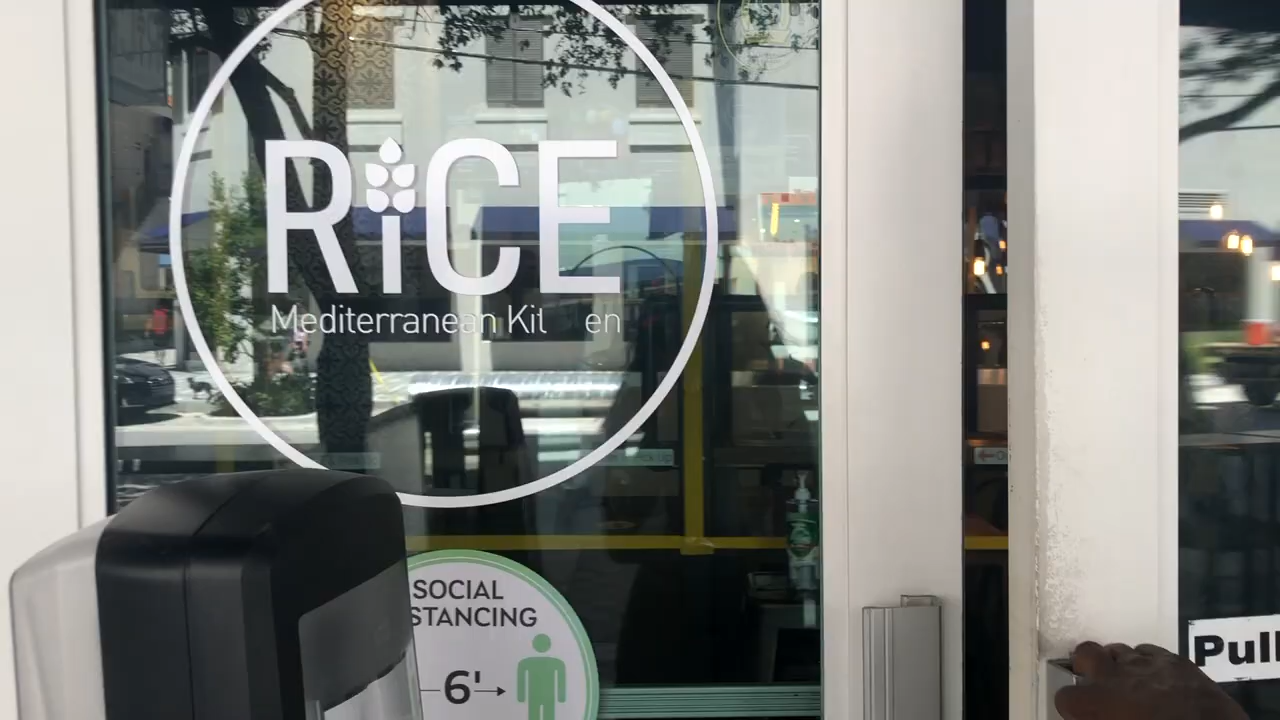 RiCE
Mediterranean Kit en
SOCIAL
STANCING
6'
Pull